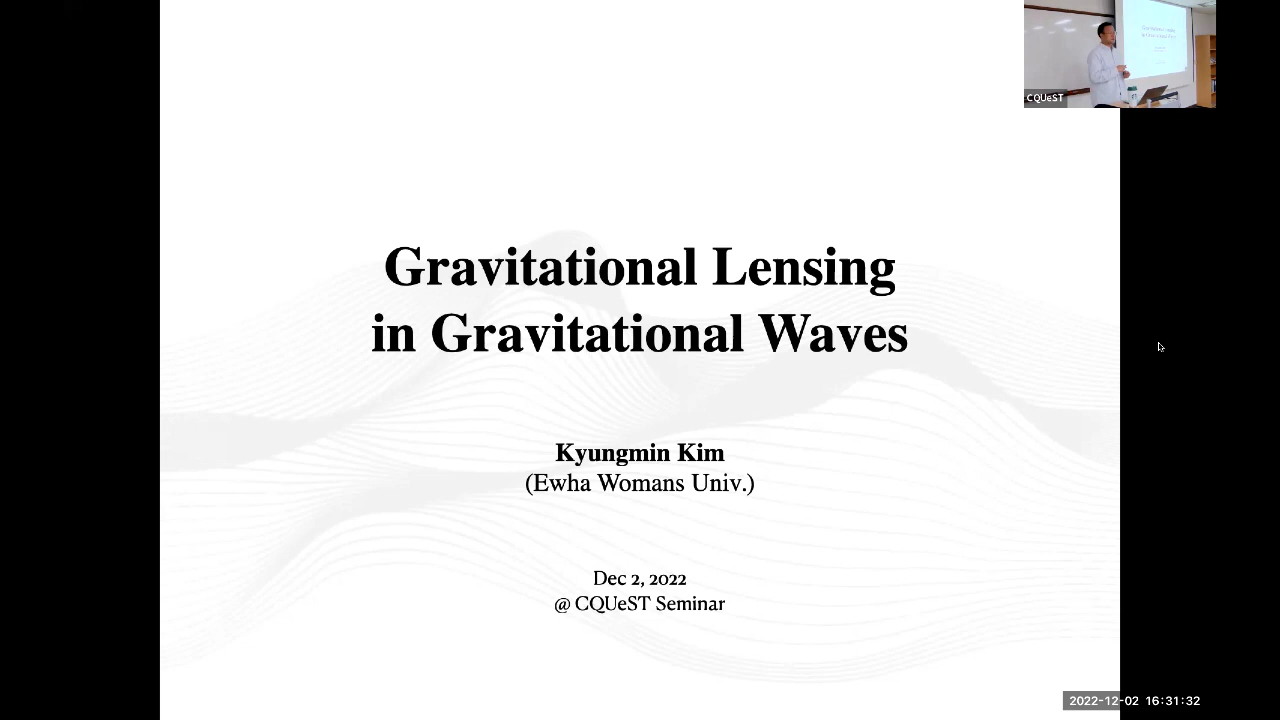 CQUeST
Gravitational Lensing
in Gravitational Waves
Kyungmin Kim
(Ewha Womans Univ.)
Dec 2, 2022
@ CQUeST Seminar
2022-12-02 16:31:32